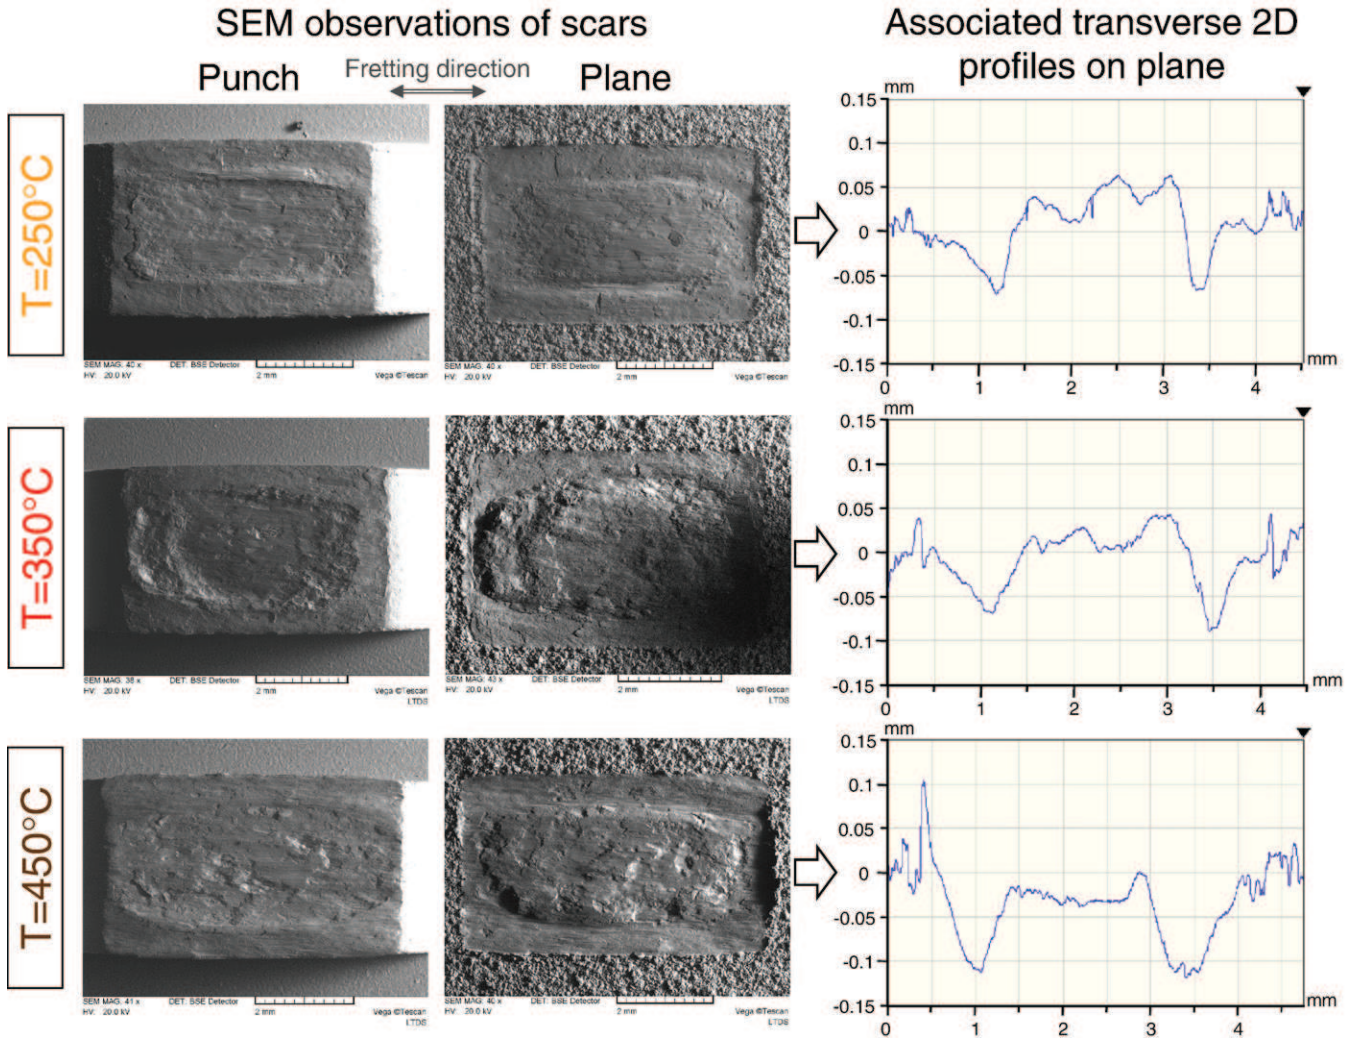 SEM observations of scars
Associated transverse 2D
profiles on plane
Punch
Fretting direction
Plane
T=250°C
SEM MAG: 40 x
DET: BSE Detector
HV: 20.0 kV
2 mm
Vega ©Tescan
SEM MAG: 40 x
DET: BSE Detector
HV: 20.0 kV
2 mm
Vega ©Tescan
mm
0.15
0.1
0.05
0
-0.05
-0.1
-0.15
mm
0
1
2
3
4
T=350°C
SEM MAG: 38 x
DET: BSE Detector
HV: 20.0 kV
2 mm
Vega ©Tescan
LTDS
SEM MAG: 43 x
DET: BSE Detector
HV: 20.0 kV
2 mm
Vega ©Tescan
LTDS
mm
0.15
0.1
0.05
0
-0.05
-0.1
-0.15
mm
0
1
2
3
4
T=450°C
SEM MAG: 41 x
DET: BSE Detector
HV: 20.0 kV
2 mm
Vega ©Tescan
LTDS
SEM MAG: 40 x
DET: BSE Detector
HV: 20.0 kV
2 mm
Vega ©Tescan
LTDS
mm
0.15
0.1
0.05
0
-0.05
-0.1
-0.15
mm
0
1
2
3
4